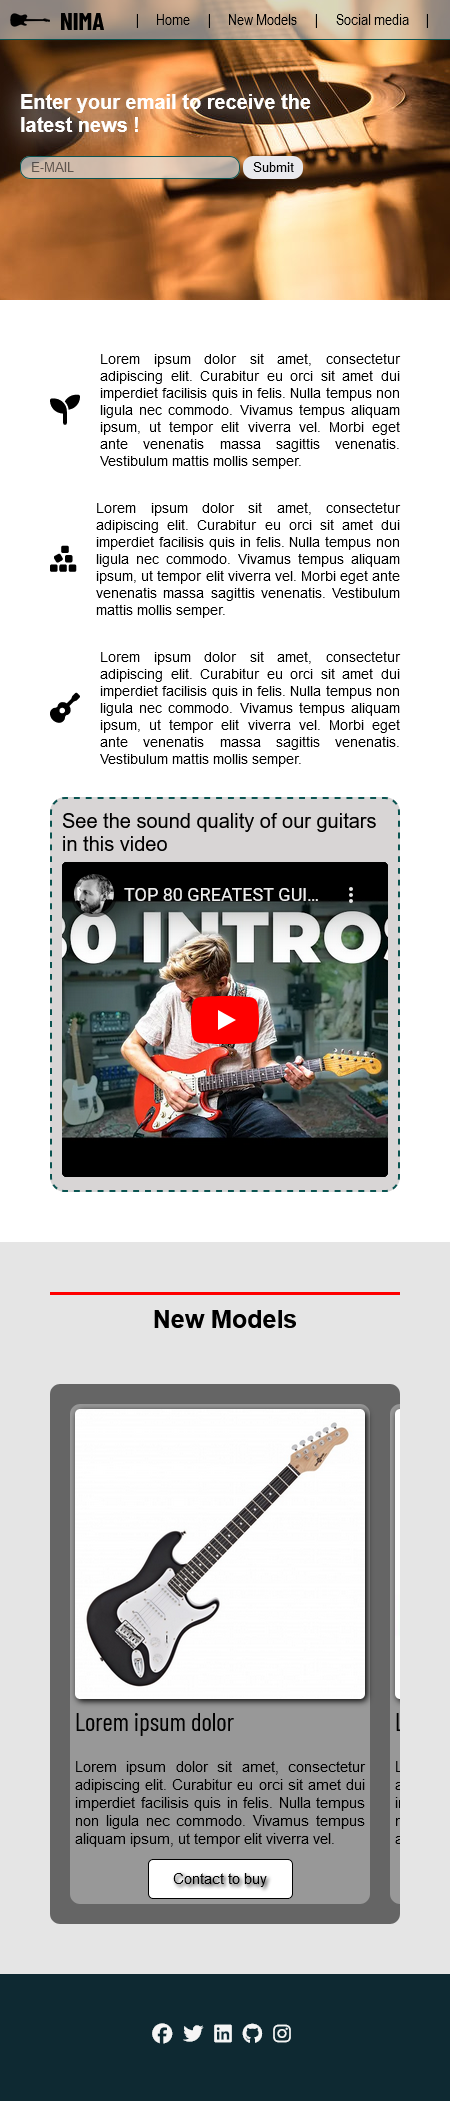 NIMA | Home | New Models | Social media |
Enter your email to receive the
latest news !
E-MAIL Submit
Lorem ipsum dolor sit amet, consectetur
adipiscing elit. Curabitur eu orci sit amet dui
imperdiet facilisis quis in felis. Nulla tempus non
ligula nec commodo. Vivamus tempus aliquam
ipsum, ut tempor elit viverra vel. Morbi eget
ante venenatis massa sagittis venenatis.
Vestibulum mattis mollis semper.
Lorem ipsum dolor sit amet, consectetur
adipiscing elit. Curabitur eu orci sit amet dui
imperdiet facilisis quis in felis. Nulla tempus non
ligula nec commodo. Vivamus tempus aliquam
ipsum, ut tempor elit viverra vel. Morbi eget ante
venenatis massa sagittis venenatis. Vestibulum
mattis mollis semper.
Lorem ipsum dolor sit amet, consectetur
adipiscing elit. Curabitur eu orci sit amet dui
imperdiet facilisis quis in felis. Nulla tempus non
ligula nec commodo. Vivamus tempus aliquam
ipsum, ut tempor elit viverra vel. Morbi eget
ante venenatis massa sagittis venenatis.
Vestibulum mattis mollis semper.
See the sound quality of our guitars
in this video
TOP 80 GREATEST GUI...
80 INTROS
New Models
Lorem ipsum dolor
Lorem ipsum dolor sit amet, consectetur
adipiscing elit. Curabitur eu orci sit amet dui
imperdiet facilisis quis in felis. Nulla tempus
non ligula nec commodo. Vivamus tempus
aliquam ipsum, ut tempor elit viverra vel.
Contact to buy